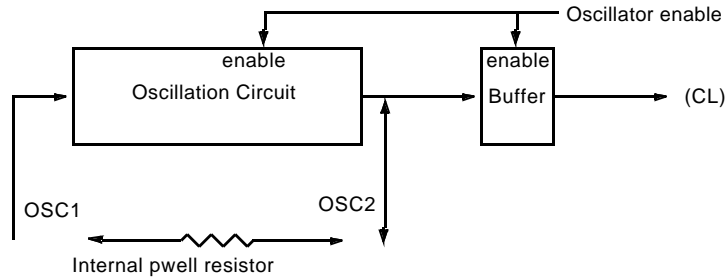 Oscillator enable
enable
enable
Oscillation Circuit
Buffer
(CL)
OSC1
OSC2
Internal pwell resistor